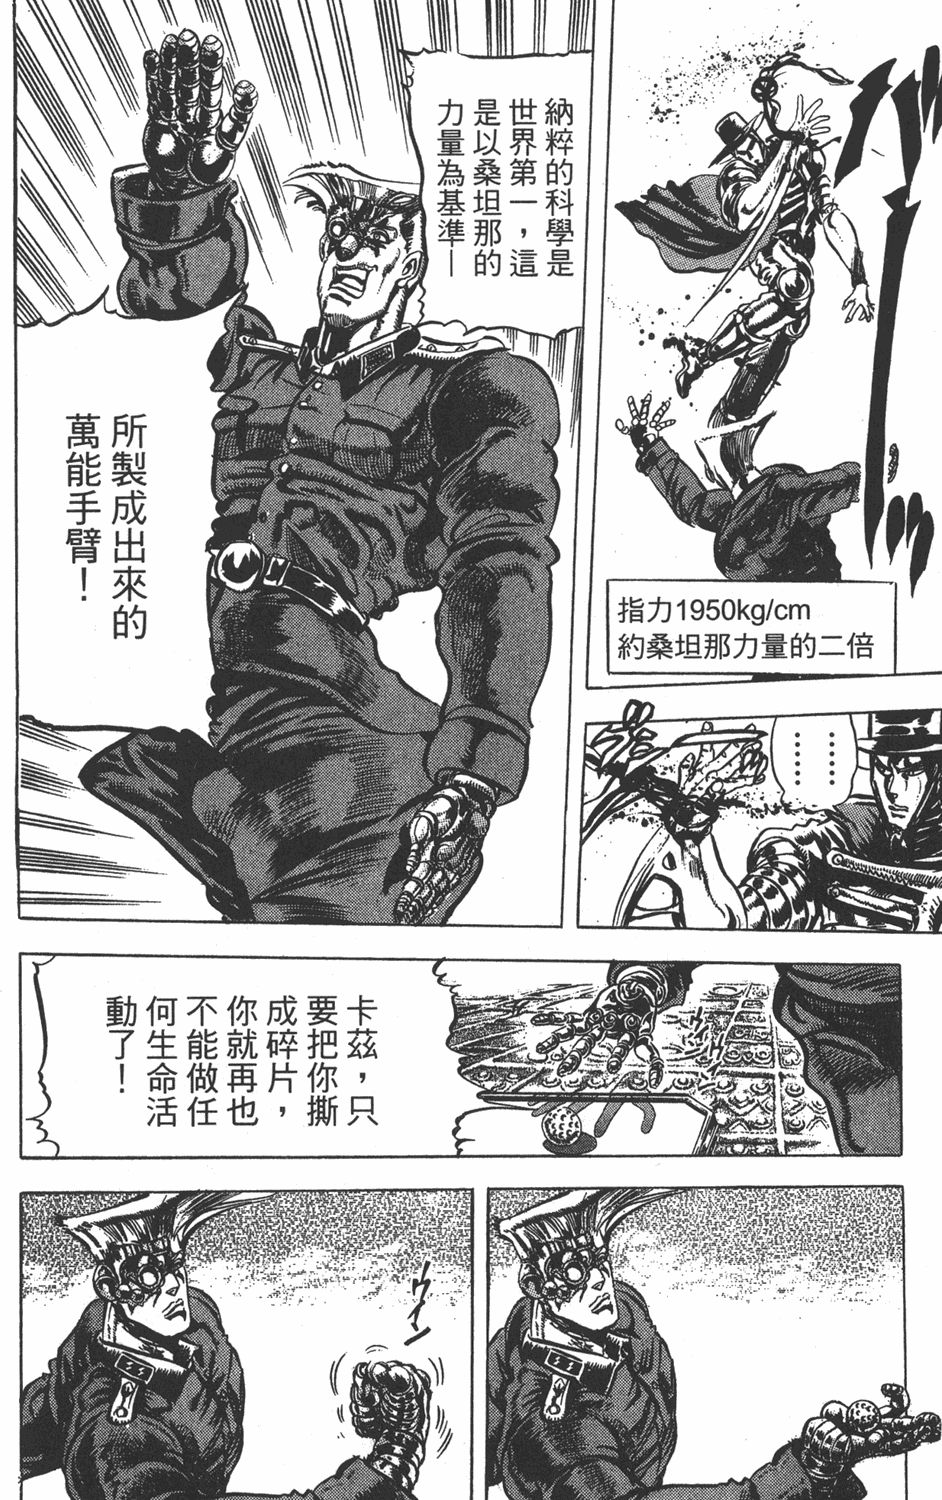 指力1950kg/cm
約桑坦那力量的二倍
納粹的科學是
世界第一，這
是以桑坦那的
力量為基準—
所製成出來的
萬能手臂！
⋯⋯
⋯⋯
卡茲，只
要把你撕
成碎片，
你就再也
不能做任
何生命活
動了！
ウイン